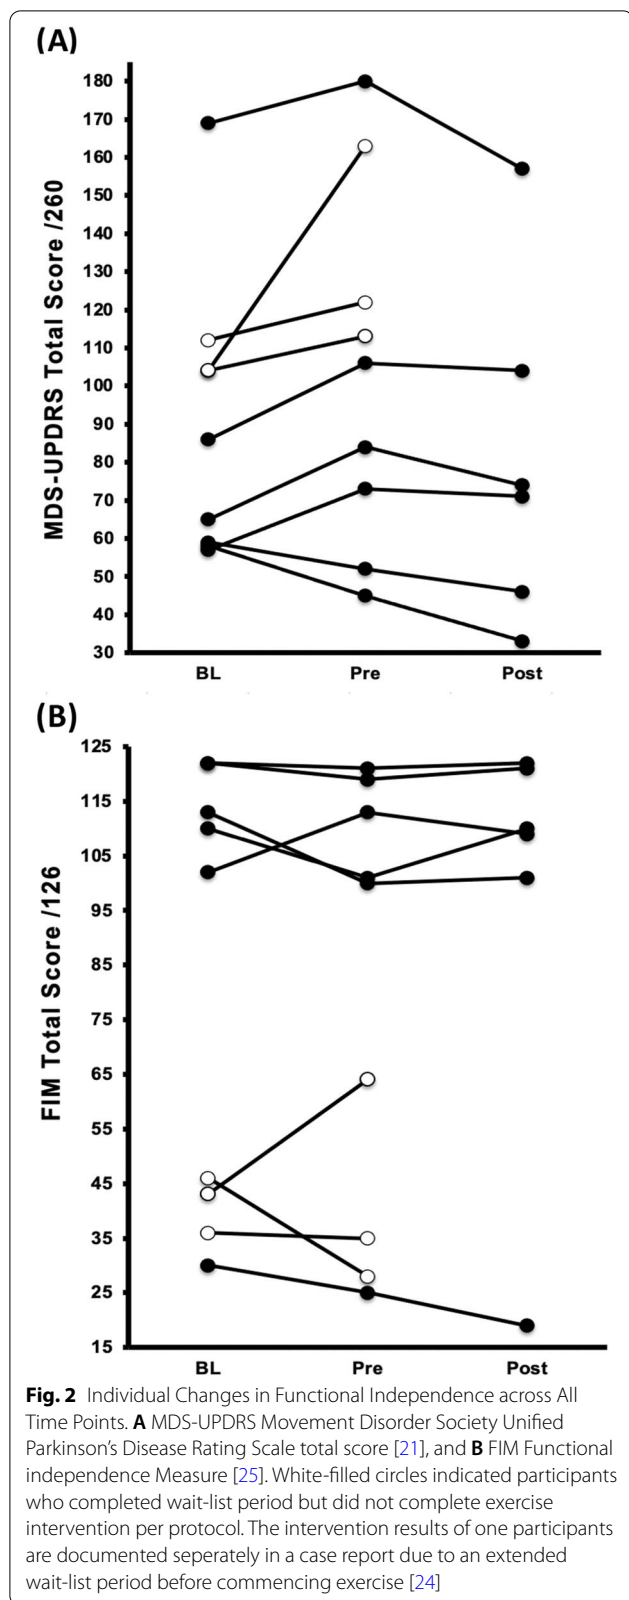 (A)
MDS-UPDRS Total Score /260
180
170
160
150
140
130
120
110
100
90
80
70
60
50
40
30
BL Pre Post
(B)
FIM Total Score /126
125
115
105
95
85
75
65
55
45
35
25
15
BL Pre Post
Fig. 2 Individual Changes in Functional Independence across All
Time Points. A MDS-UPDRS Movement Disorder Society Unified
Parkinson's Disease Rating Scale total score [21], and B FIM Functional
independence Measure [25]. White-filled circles indicated participants
who completed wait-list period but did not complete exercise
intervention per protocol. The intervention results of one participants
are documented seperately in a case report due to an extended
wait-list period before commencing exercise [24]